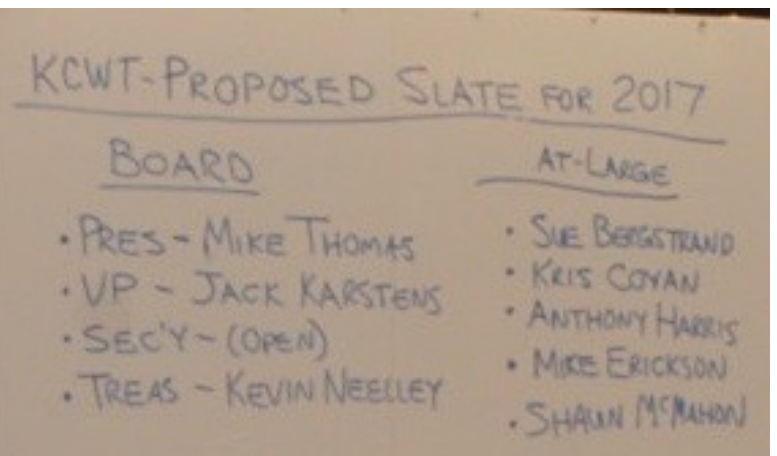 KCWT-PROPOSED SLATE FOR 2017
BOARD
• PRES - MIKE THOMAS
• VP - JACK KARSTENS
• SEC'Y - (OPEN)
• TREAS - KEVIN NEELLEY
AT-LARGE
• SUE BERGSTRAND
• KRIS COYAN
• ANTHONY HARRIS
• MIKE ERICKSON
• SHAUN McMAHON